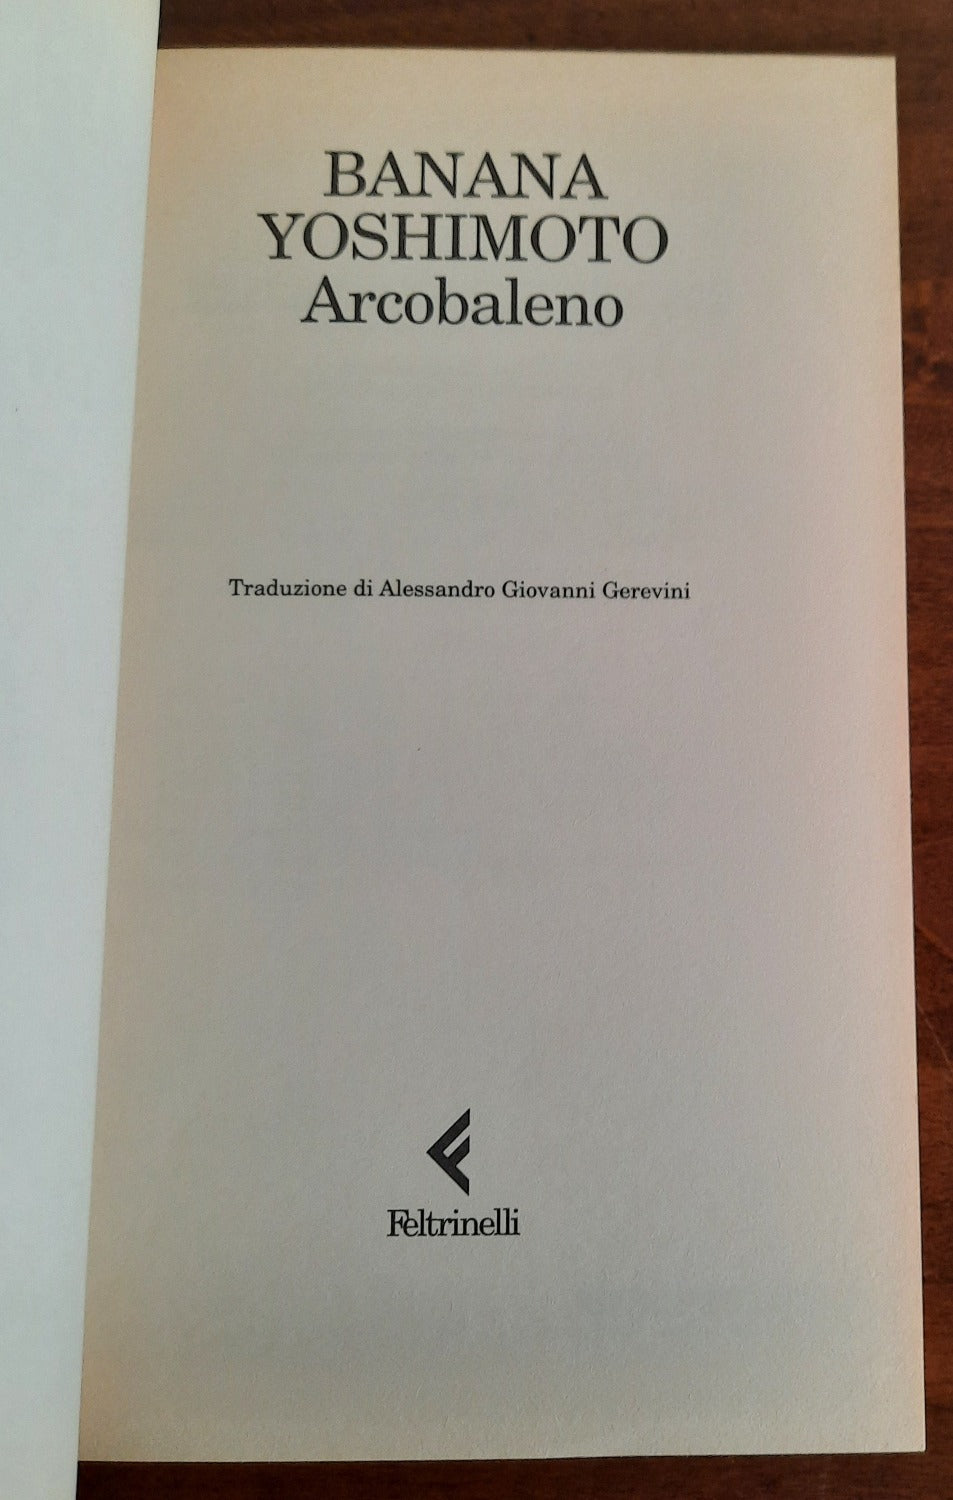 BANANA
YOSHIMOTO
Arcobaleno
Traduzione di Alessandro Giovanni Gerevini
Feltrinelli